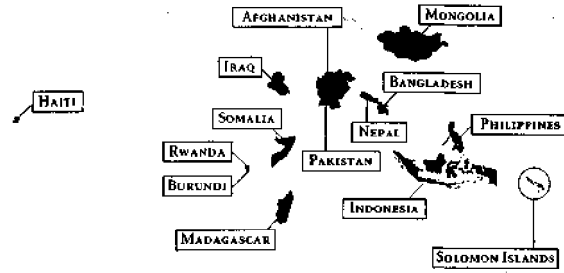 AFGHANISTAN
MONGOLIA
IRAQ
BANGLADESH
HAITI
SOMALIA
NEPAL
PHILIPPINES
RWANDA
PAKISTAN
BURUNDI
INDONESIA
MADAGASCAR
SOLOMON ISLANDS